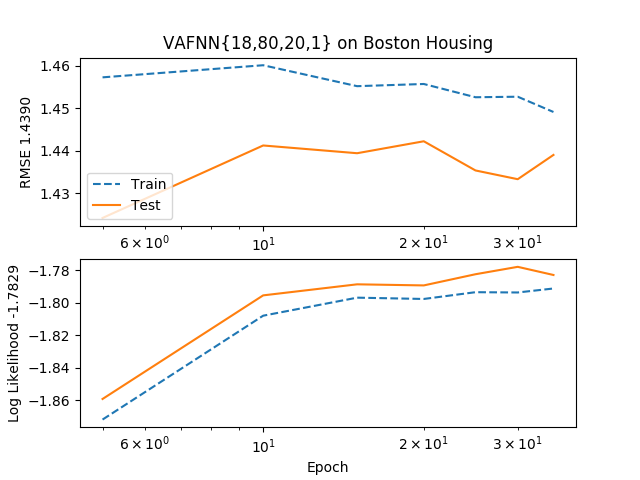 VAFNN{18,80,20,1} on Boston Housing
RMSE 1.4390
1.46
1.45
1.44
1.43
Train
Test
6 × 10⁰
10¹
2 × 10¹
3 × 10¹
Log Likelihood -1.7829
−1.78
−1.80
−1.82
−1.84
−1.86
6 × 10⁰
10¹
2 × 10¹
3 × 10¹
Epoch